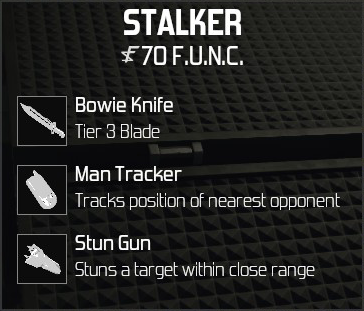 STALKER
70 F.U.N.C.
Bowie Knife
Tier 3 Blade
Man Tracker
Tracks position of nearest opponent
Stun Gun
Stuns a target within close range